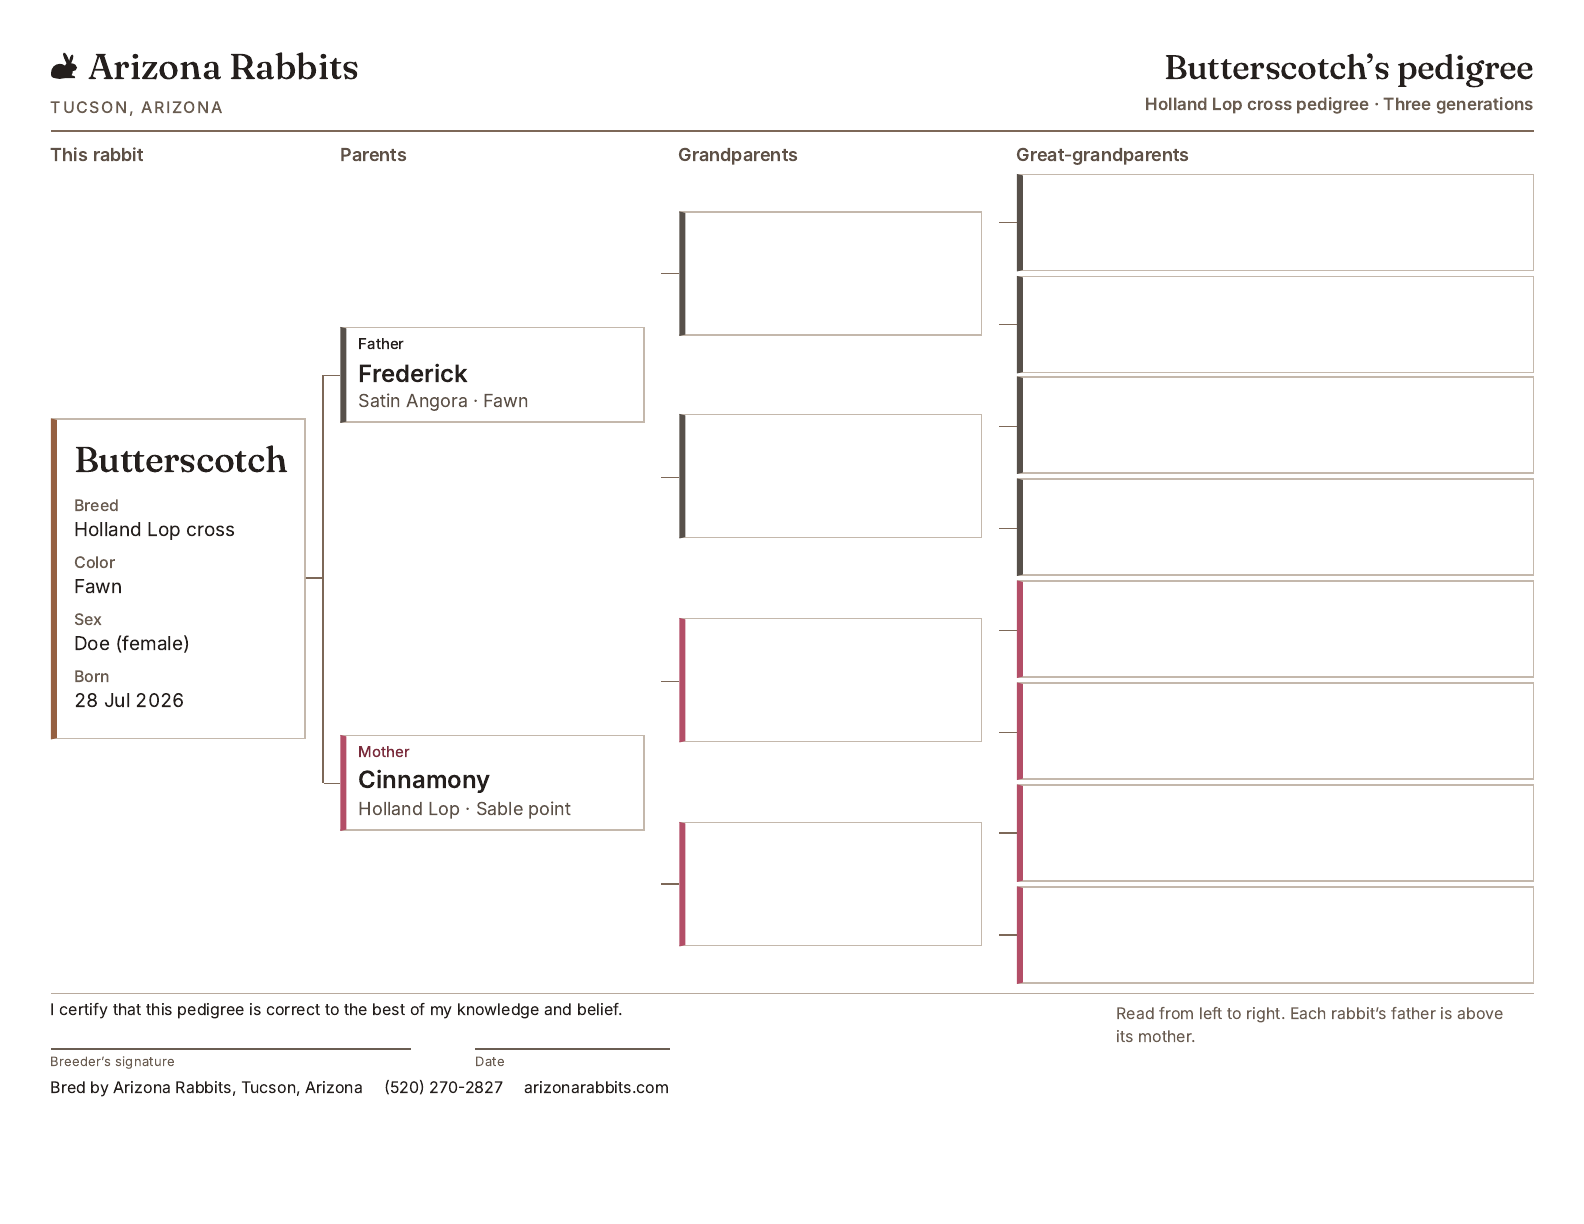 Arizona Rabbits
TUCSON, ARIZONA
Butterscotch’s pedigree
Holland Lop cross pedigree · Three generations
This rabbit
Parents
Grandparents
Great-grandparents
Butterscotch
Breed
Holland Lop cross
Color
Fawn
Sex
Doe (female)
Born
28 Jul 2026
Father
Frederick
Satin Angora · Fawn
Mother
Cinnamony
Holland Lop · Sable point
I certify that this pedigree is correct to the best of my knowledge and belief.
Breeder’s signature
Date
Bred by Arizona Rabbits, Tucson, Arizona (520) 270-2827 arizonarabbits.com
Read from left to right. Each rabbit’s father is above
its mother.